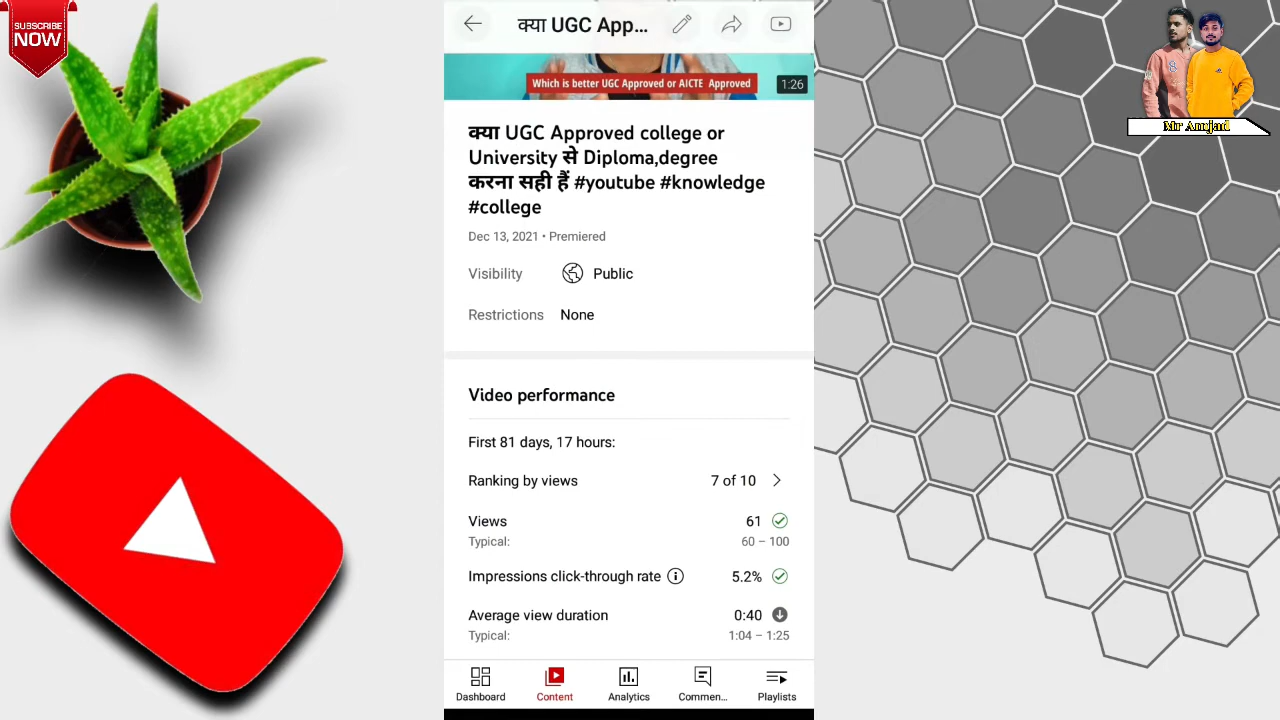 SUBSCRIBE
NOW
क्या UGC App...
Which is better UGC Approved or AICTE Approved
1:26
क्या UGC Approved college or
University से Diploma,degree
करना सही हैं #youtube #knowledge
#college
Dec 13, 2021 • Premiered
Visibility Public
Restrictions None
Video performance
First 81 days, 17 hours:
Ranking by views 7 of 10
Views 61
Typical: 60 – 100
Impressions click-through rate 5.2%
Average view duration 0:40
Typical: 1:04 – 1:25
Dashboard Content Analytics Commen... Playlists
Mr Amjad